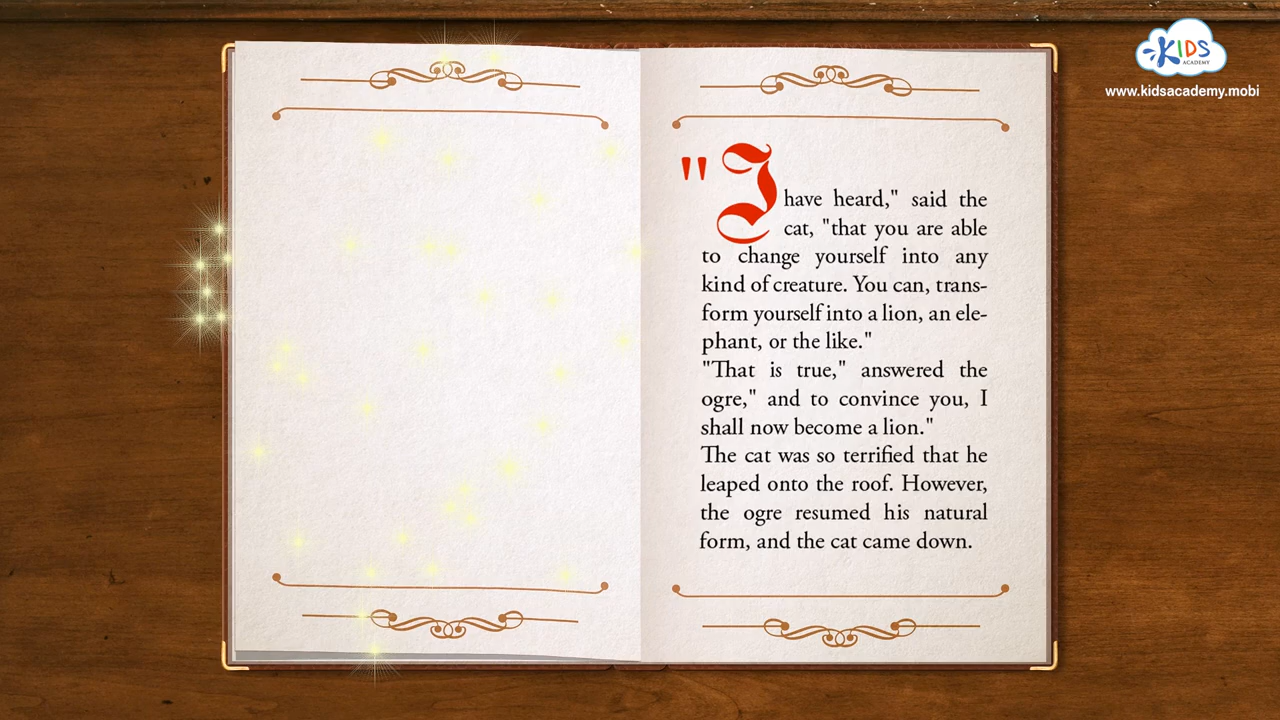 KIDS
ACADEMY
www.kidsacademy.mobi
"I have heard," said the
cat, "that you are able
to change yourself into any
kind of creature. You can, trans-
form yourself into a lion, an ele-
phant, or the like."
"That is true," answered the
ogre," and to convince you, I
shall now become a lion."
The cat was so terrified that he
leaped onto the roof. However,
the ogre resumed his natural
form, and the cat came down.